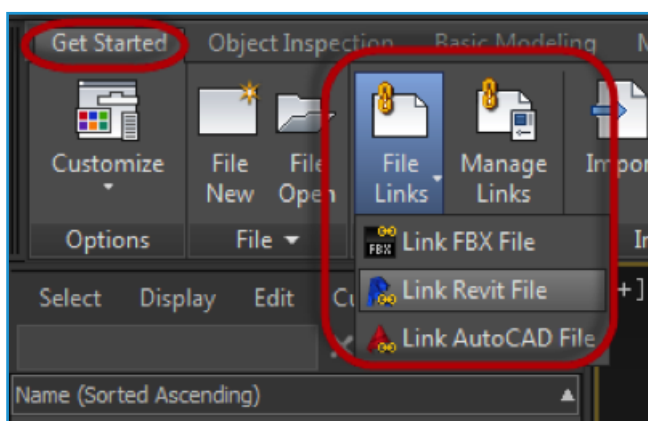 Get Started Object Inspection Basic Modeling
Customize
File New
File Open
File Links
Manage Links
Options
File
Link FBX File
FBX
Link Revit File
Link AutoCAD File
Select Display Edit
Name (Sorted Ascending)